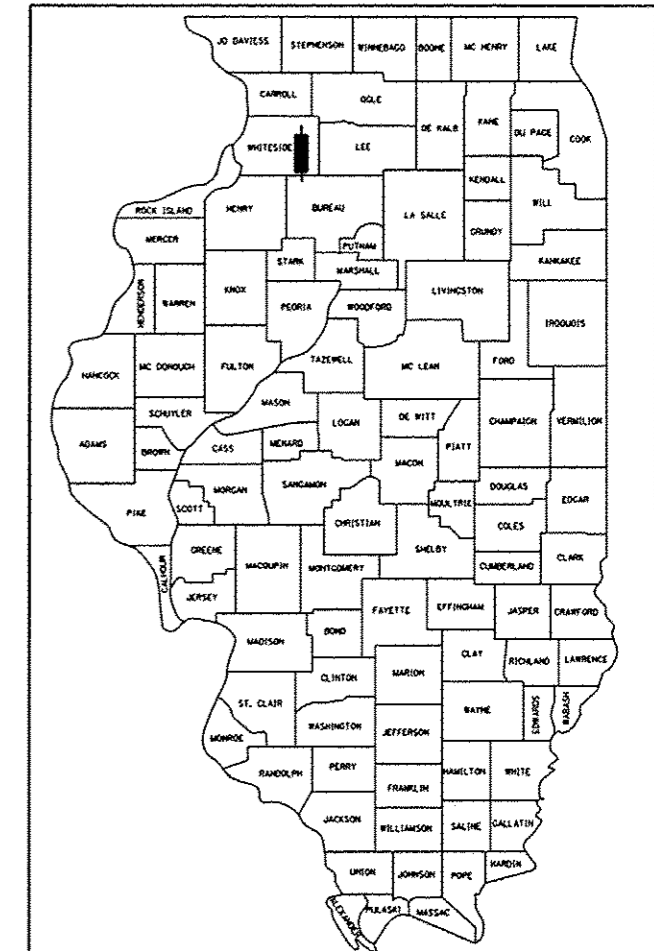 JO DAVIESS STEPHENSON WINNEBAGO BOONE MC HENRY LAKE
CARROLL OGLE DE KALB KANE DU PAGE COOK
WHITESIDE LEE
KENDALL WILL
ROCK ISLAND HENRY BUREAU LA SALLE GRUNDY
MERCER PUTNAM KANKAKEE
STARK MARSHALL
HENDERSON WARREN KNOX PEORIA WOODFORD LIVINGSTON IROQUOIS
HANCOCK MC DONOUGH FULTON TAZEWELL MC LEAN FORD
SCHUYLER MASON LOGAN DE WITT CHAMPAIGN VERMILION
ADAMS BROWN CASS MENARD MACON PIATT
MORGAN SANGAMON DOUGLAS EDGAR
PIKE SCOTT CHRISTIAN MOULTRIE COLES
CALHOUN GREENE MACOUPIN MONTGOMERY SHELBY CUMBERLAND CLARK
JERSEY FAYETTE EFFINGHAM JASPER CRAWFORD
MADISON BOND CLAY RICHLAND LAWRENCE
CLINTON MARION
ST. CLAIR WAYNE EDWARDS WABASH
MONROE WASHINGTON JEFFERSON
RANDOLPH PERRY HAMILTON WHITE
FRANKLIN
JACKSON WILLIAMSON SALINE GALLATIN
UNION JOHNSON POPE HARDIN
ALEXANDER PULASKI MASSAC